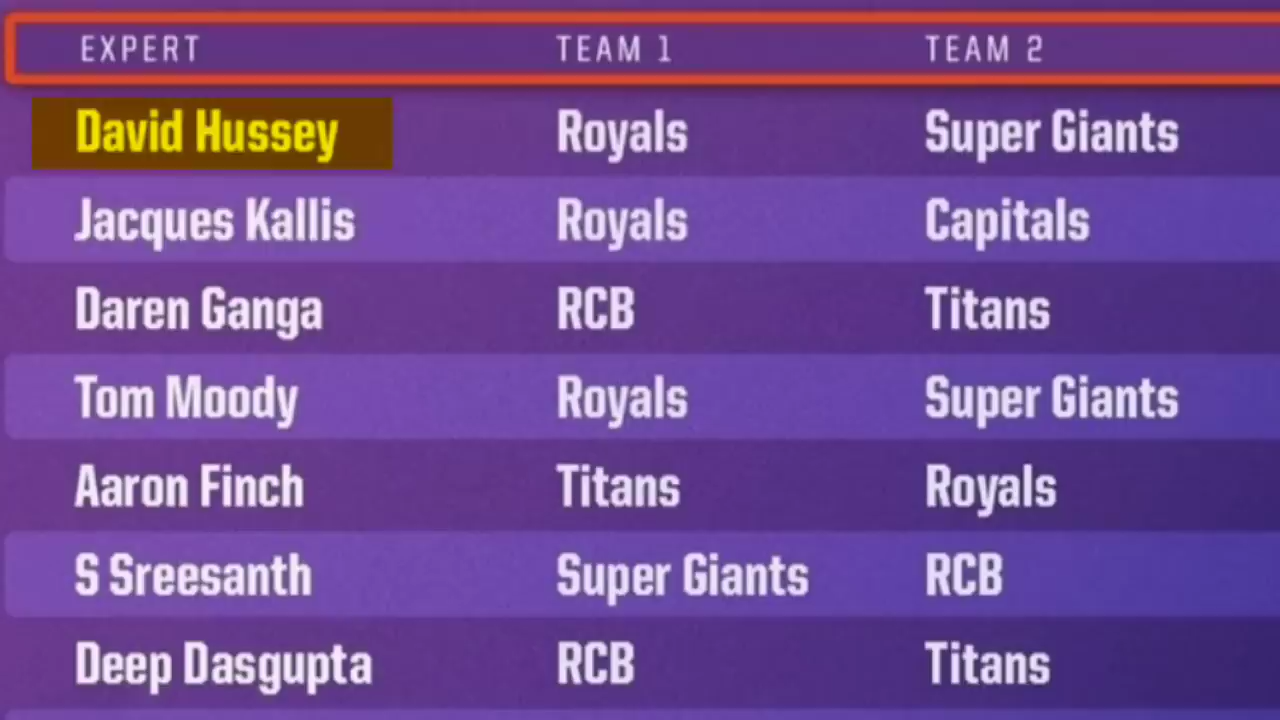 EXPERT TEAM 1 TEAM 2
David Hussey Royals Super Giants
Jacques Kallis Royals Capitals
Daren Ganga RCB Titans
Tom Moody Royals Super Giants
Aaron Finch Titans Royals
S Sreesanth Super Giants RCB
Deep Dasgupta RCB Titans